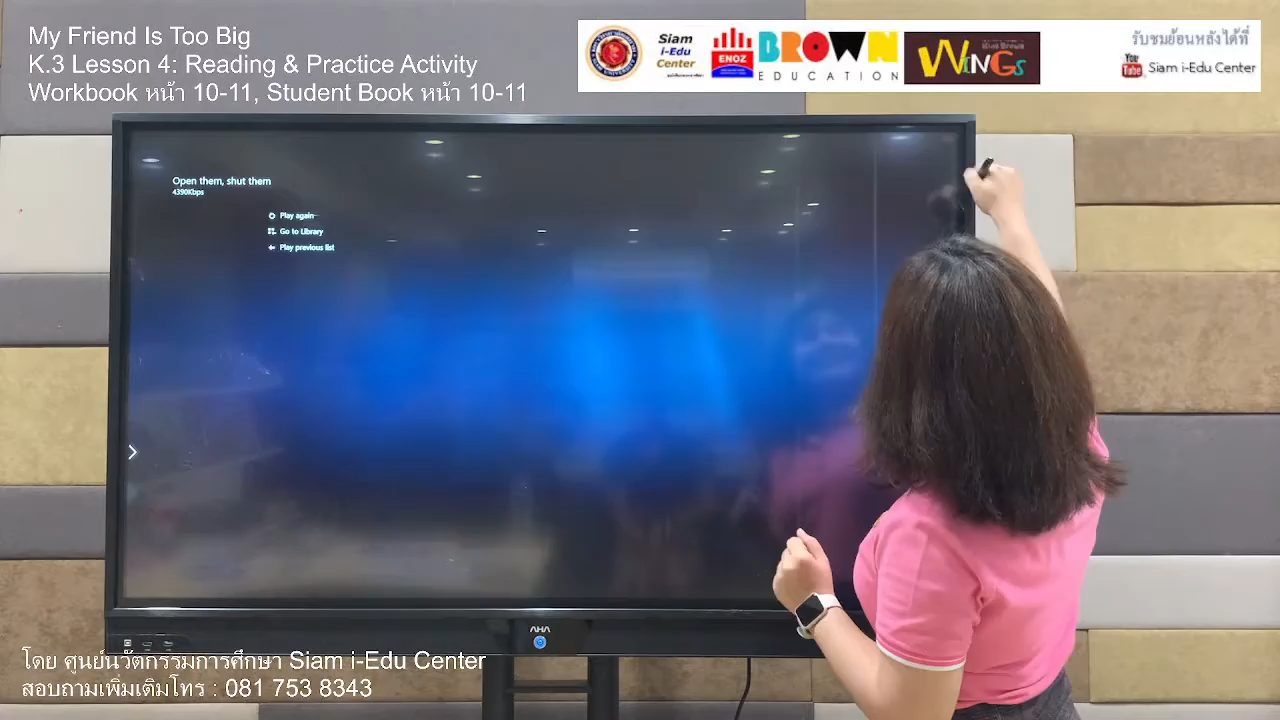 My Friend Is Too Big
U.3 Lesson 4: Reading & Practice Activity
Workbook หน้า 10-11, Student Book หน้า 10-11
Siam
i-Edu
Center
ENOZ
BROWN
EDUCATION
WINGS
รับชมย้อนหลังได้ที่
You Tube Siam i-Edu Center
Open them, shut them
4390Kbps
Play again
Go to Library
Play previous list
AHA
โดย ศูนย์นวัตกรรมการศึกษา Siam i-Edu Center
สอบถามเพิ่มเติมโทร : 081 753 8343